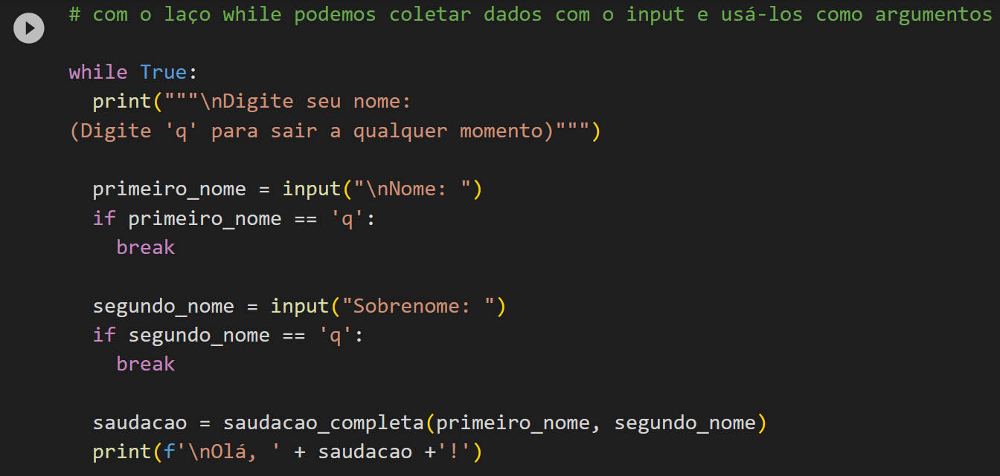 # com o laço while podemos coletar dados com o input e usá-los como argumentos
while True:
  print("""\nDigite seu nome:
(Digite 'q' para sair a qualquer momento)""")
  primeiro_nome = input("\nNome: ")
  if primeiro_nome == 'q':
    break
  segundo_nome = input("Sobrenome: ")
  if segundo_nome == 'q':
    break
  saudacao = saudacao_completa(primeiro_nome, segundo_nome)
  print(f'\nOlá, ' + saudacao +'!')